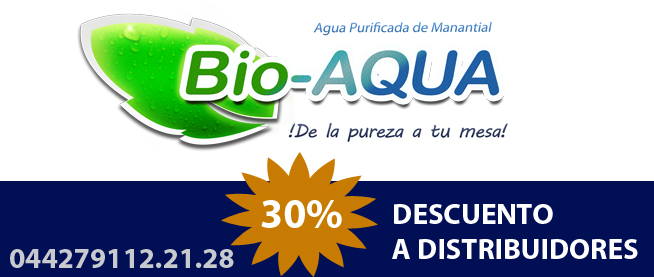 Agua Purificada de Manantial
Bio-AQUA
!De la pureza a tu mesa!
30%
DESCUENTO
A DISTRIBUIDORES
044279112.21.28